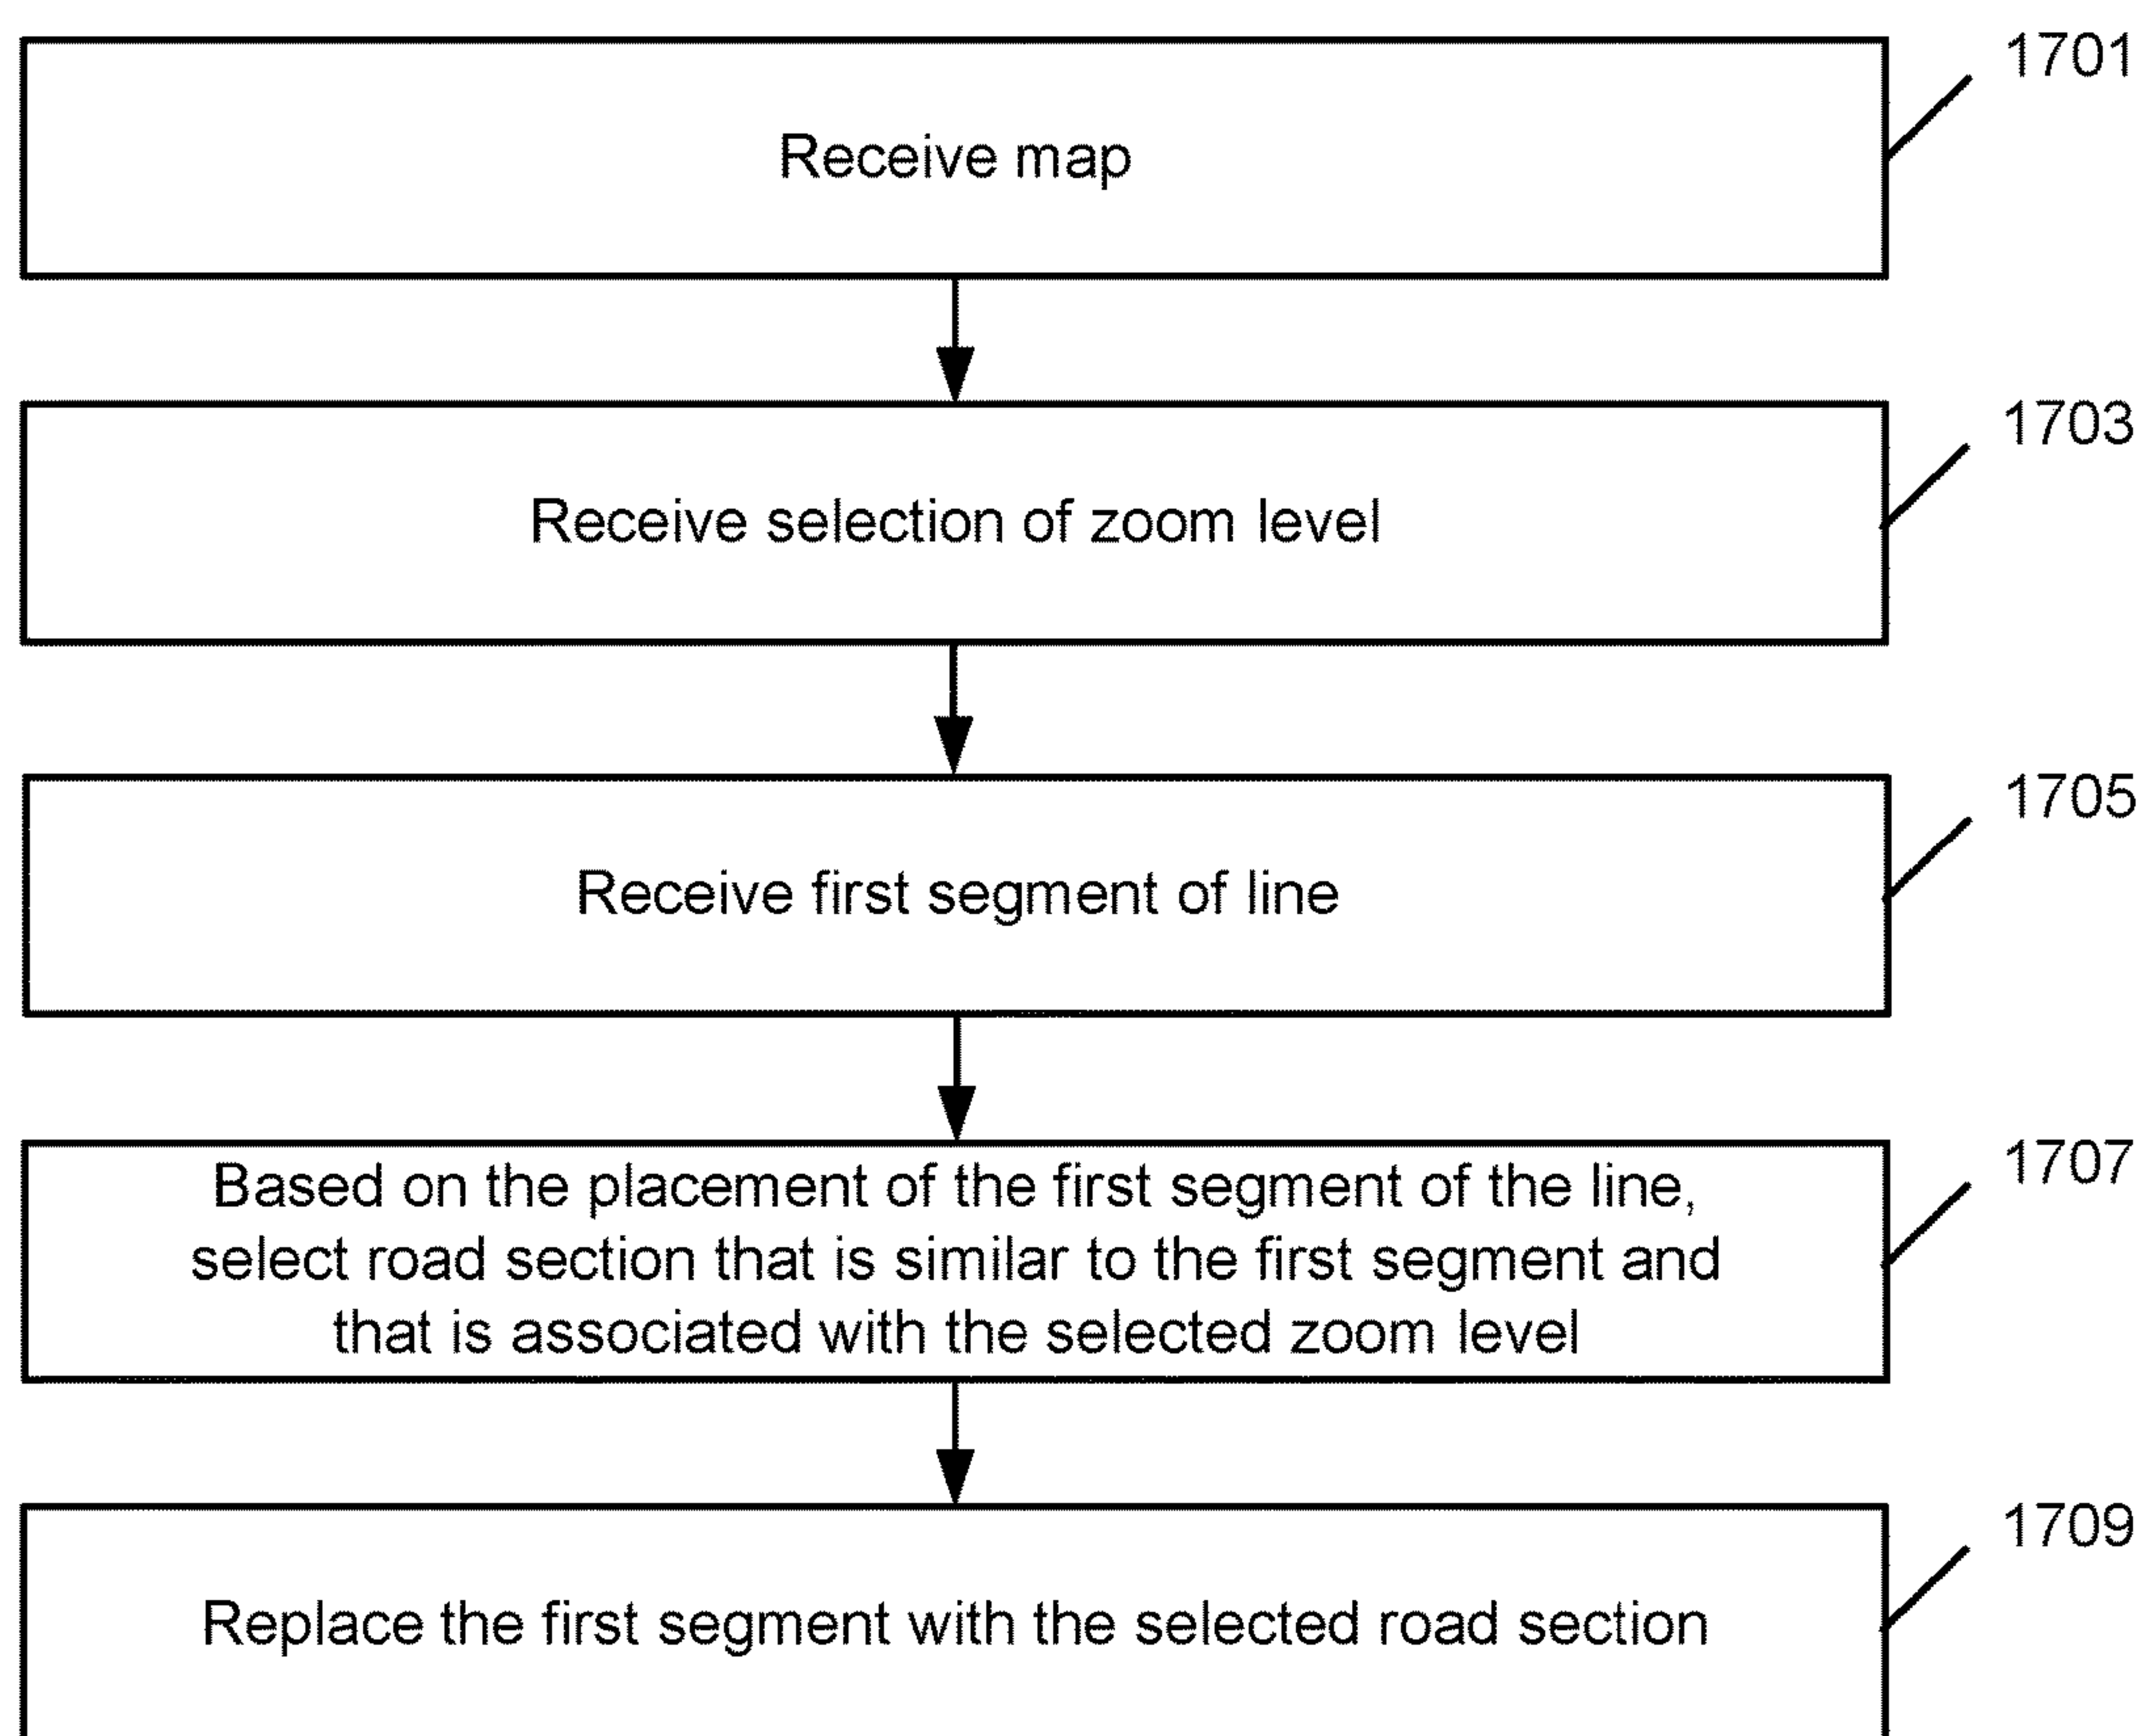 1701
Receive map
1703
Receive selection of zoom level
1705
Receive first segment of line
1707
Based on the placement of the first segment of the line,
select road section that is similar to the first segment and
that is associated with the selected zoom level
1709
Replace the first segment with the selected road section